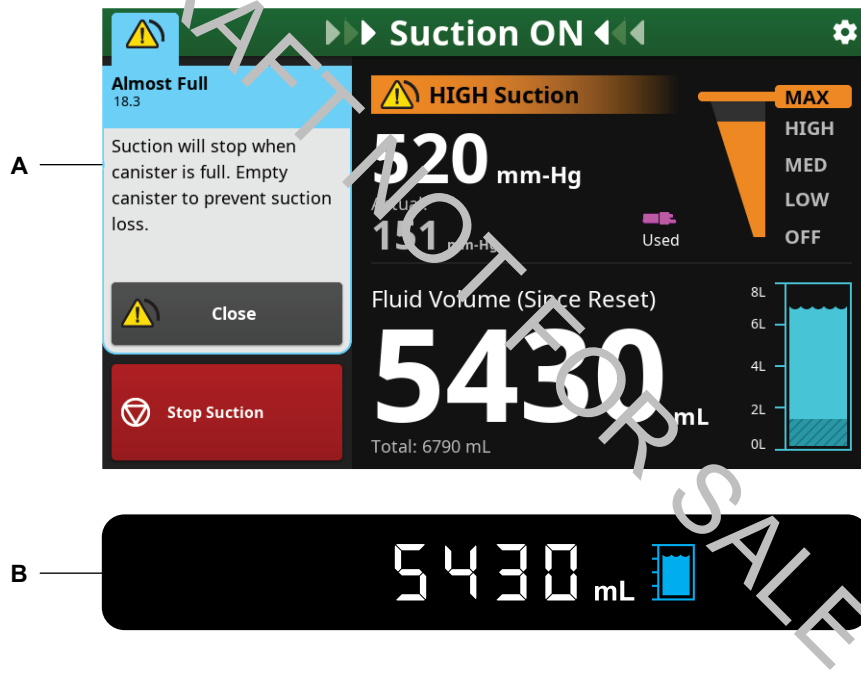 Suction ON
Almost Full
18.3
HIGH Suction
MAX
HIGH
MED
LOW
OFF
A
Suction will stop when
canister is full. Empty
canister to prevent suction
loss.
520 mm-Hg
Actual:
151 mm-Hg
Used
Close
Fluid Volume (Since Reset)
5430 mL
Total: 6790 mL
8L
6L
4L
2L
0L
Stop Suction
B
5430 mL
DRAFT NOT FOR SALE